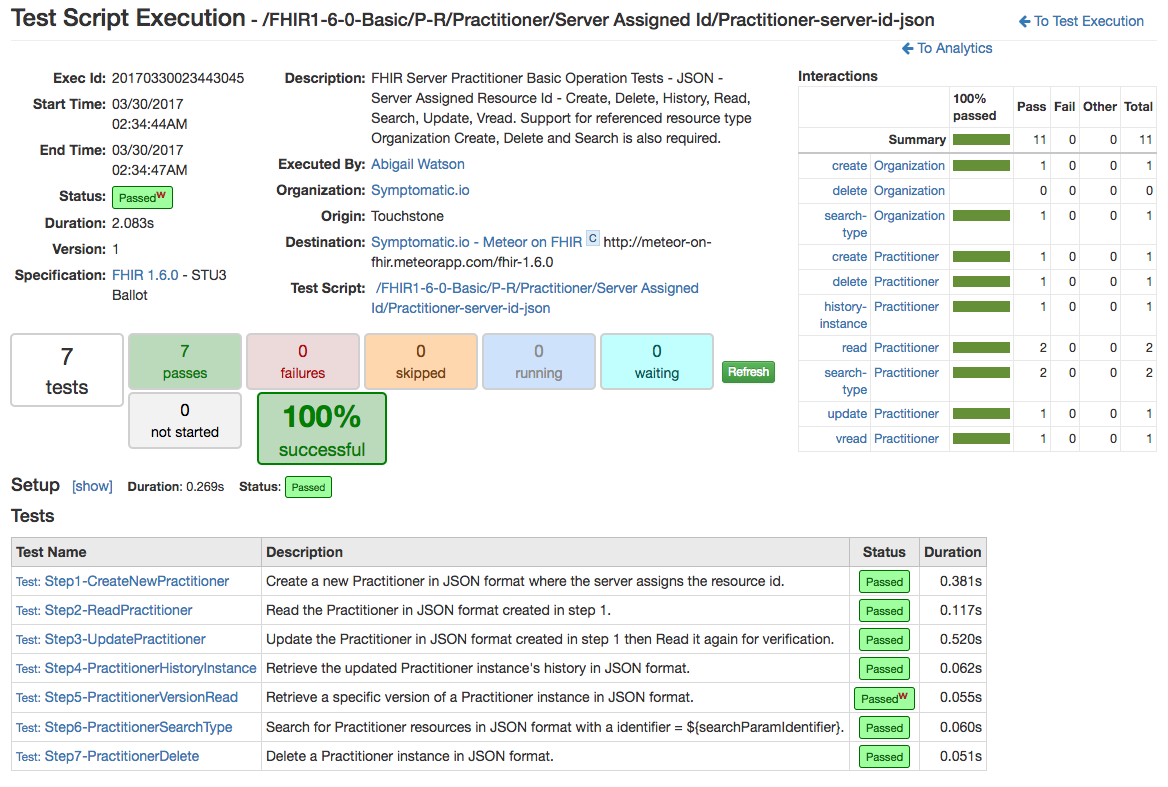 Test Script Execution - /FHIR1-6-0-Basic/P-R/Practitioner/Server Assigned Id/Practitioner-server-id-json
To Test Execution
To Analytics
Exec Id: 20170330023443045
Start Time: 03/30/2017
02:34:44AM
End Time: 03/30/2017
02:34:47AM
Status: PassedW
Duration: 2.083s
Version: 1
Specification: FHIR 1.6.0 - STU3
Ballot
Description: FHIR Server Practitioner Basic Operation Tests - JSON -
Server Assigned Resource Id - Create, Delete, History, Read,
Search, Update, Vread. Support for referenced resource type
Organization Create, Delete and Search is also required.
Executed By: Abigail Watson
Organization: Symptomatic.io
Origin: Touchstone
Destination: Symptomatic.io - Meteor on FHIR C http://meteor-on-
fhir.meteorapp.com/fhir-1.6.0
Test Script: /FHIR1-6-0-Basic/P-R/Practitioner/Server Assigned
Id/Practitioner-server-id-json
Interactions
100%
passed Pass Fail Other Total
Summary 11 0 0 11
create Organization 1 0 0 1
delete Organization 0 0 0 0
search-
type Organization 1 0 0 1
create Practitioner 1 0 0 1
delete Practitioner 1 0 0 1
history-
instance Practitioner 1 0 0 1
read Practitioner 2 0 0 2
search-
type Practitioner 2 0 0 2
update Practitioner 1 0 0 1
vread Practitioner 1 0 0 1
7
tests
7
passes
0
failures
0
skipped
0
running
0
waiting
Refresh
0
not started
100%
successful
Setup [show] Duration: 0.269s Status: Passed
Tests
Test Name Description Status Duration
Test: Step1-CreateNewPractitioner Create a new Practitioner in JSON format where the server assigns the resource id. Passed 0.381s
Test: Step2-ReadPractitioner Read the Practitioner in JSON format created in step 1. Passed 0.117s
Test: Step3-UpdatePractitioner Update the Practitioner in JSON format created in step 1 then Read it again for verification. Passed 0.520s
Test: Step4-PractitionerHistoryInstance Retrieve the updated Practitioner instance's history in JSON format. Passed 0.062s
Test: Step5-PractitionerVersionRead Retrieve a specific version of a Practitioner instance in JSON format. PassedW 0.055s
Test: Step6-PractitionerSearchType Search for Practitioner resources in JSON format with a identifier = ${searchParamIdentifier}. Passed 0.060s
Test: Step7-PractitionerDelete Delete a Practitioner instance in JSON format. Passed 0.051s